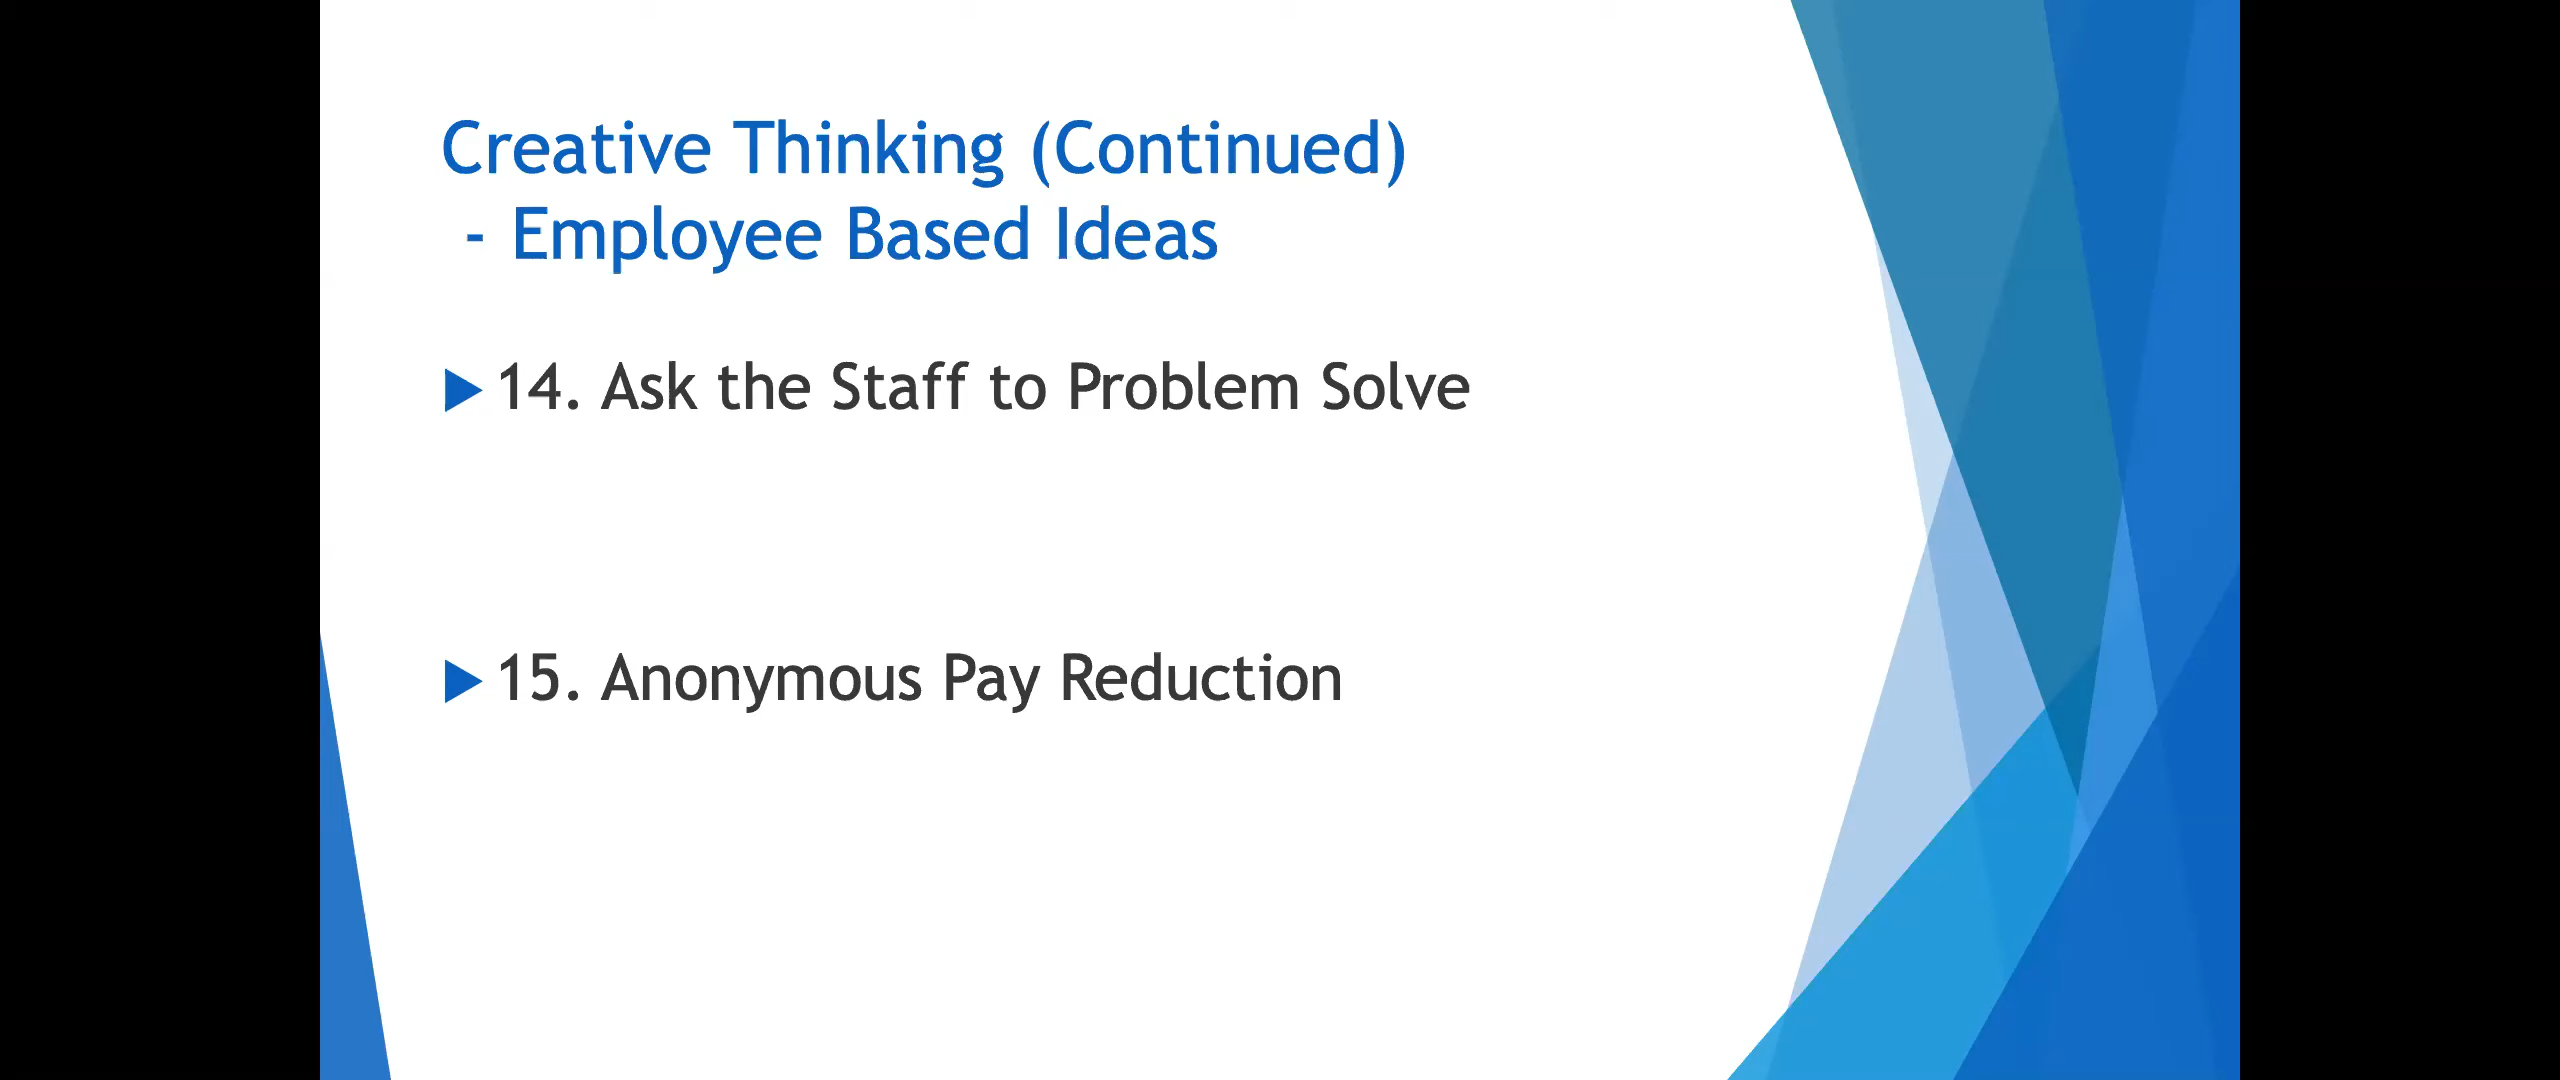 Creative Thinking (Continued)
- Employee Based Ideas
14. Ask the Staff to Problem Solve
15. Anonymous Pay Reduction